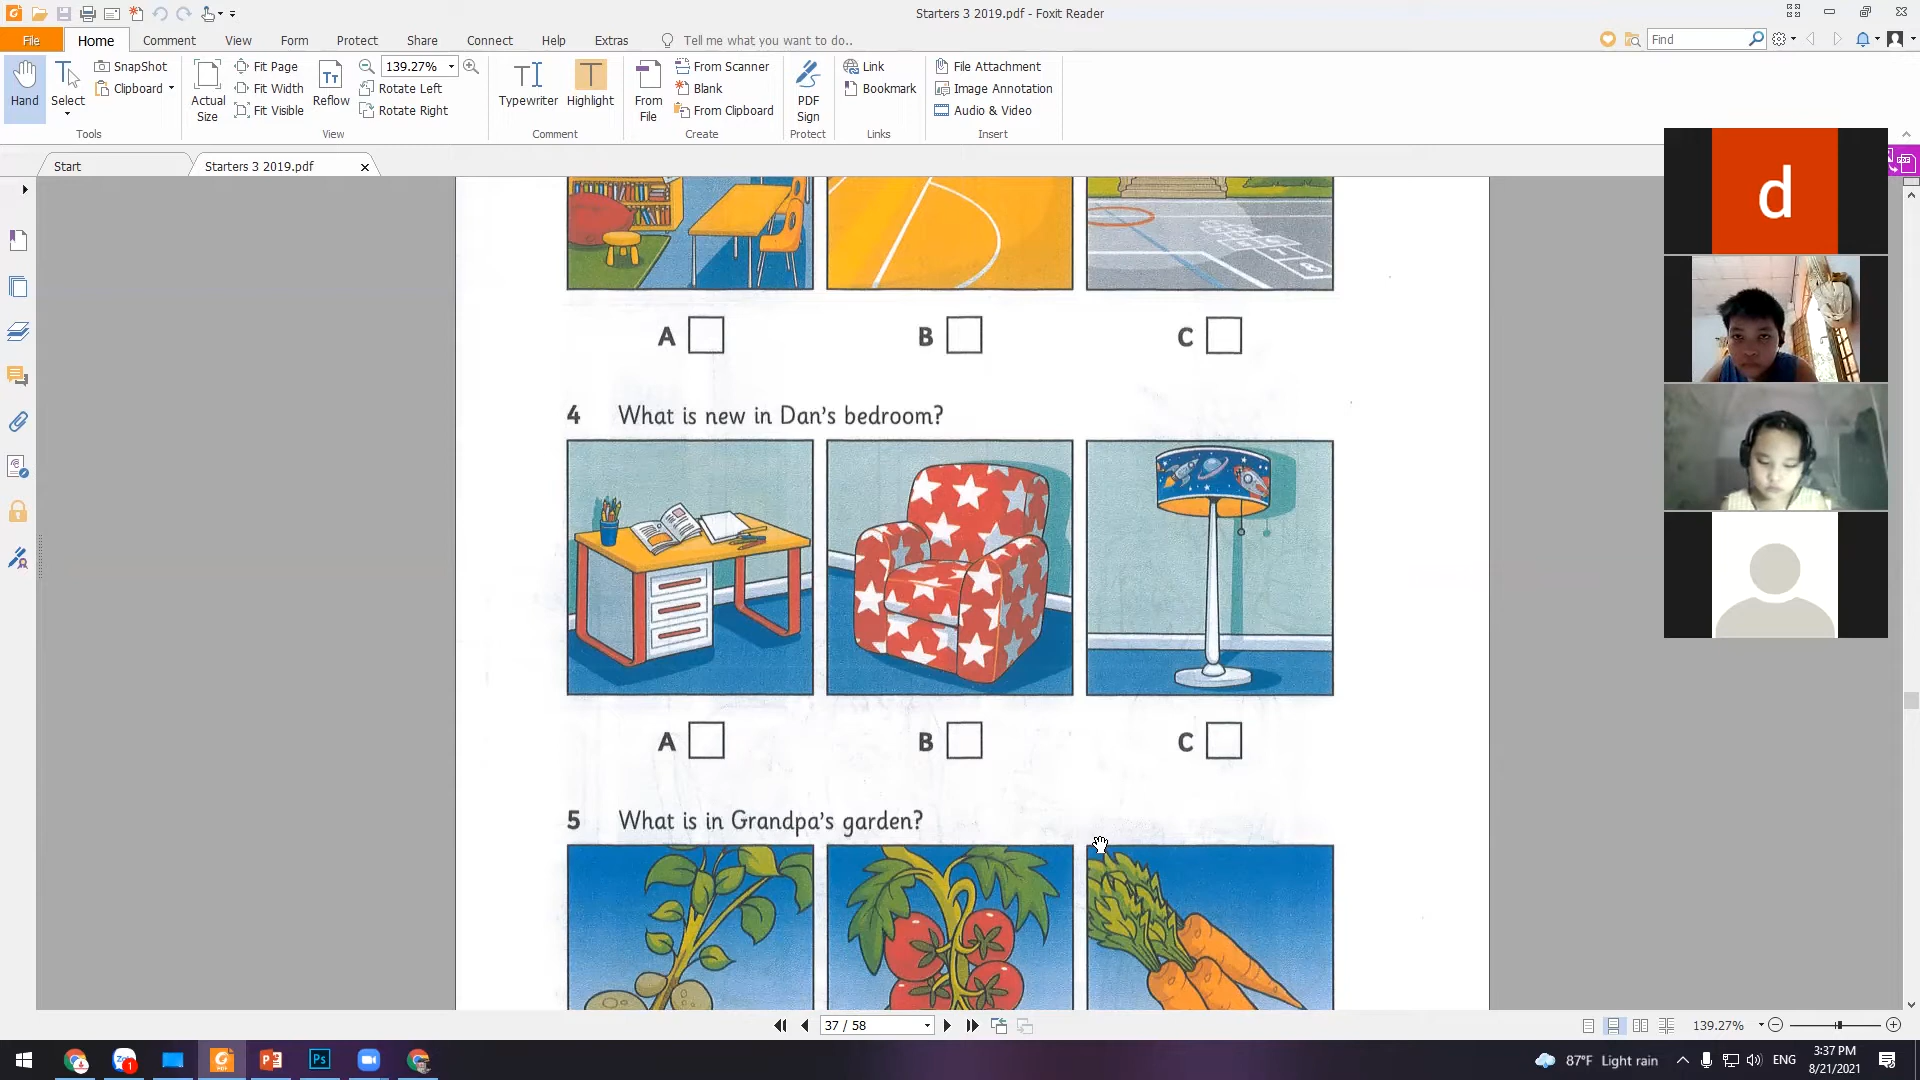 Starters 3 2019.pdf - Foxit Reader
File Home Comment View Form Protect Share Connect Help Extras Tell me what you want to do.. Find
Hand
Select
SnapShot
Clipboard
Tools
Actual Size
Fit Page
Fit Width
Fit Visible
Reflow
139.27%
Rotate Left
Rotate Right
View
Typewriter
Highlight
Comment
From File
From Scanner
Blank
From Clipboard
Create
PDF Sign
Protect
Link
Bookmark
Links
File Attachment
Image Annotation
Audio & Video
Insert
Start
Starters 3 2019.pdf
d
A B C
4 What is new in Dan's bedroom?
A B C
5 What is in Grandpa's garden?
37 / 58
139.27%
87°F Light rain
ENG
3:37 PM
8/21/2021